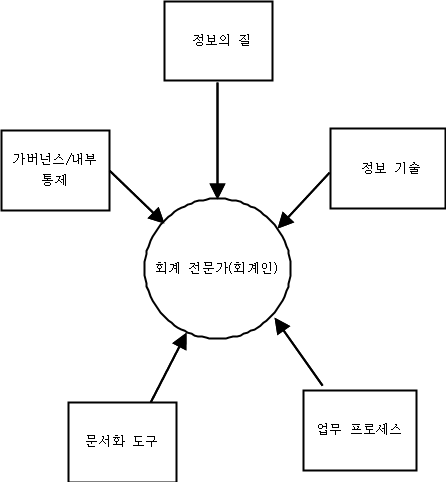 정보의 질
가버넌스/내부
통제
정보 기술
회계 전문가(회계인)
문서화 도구
업무 프로세스